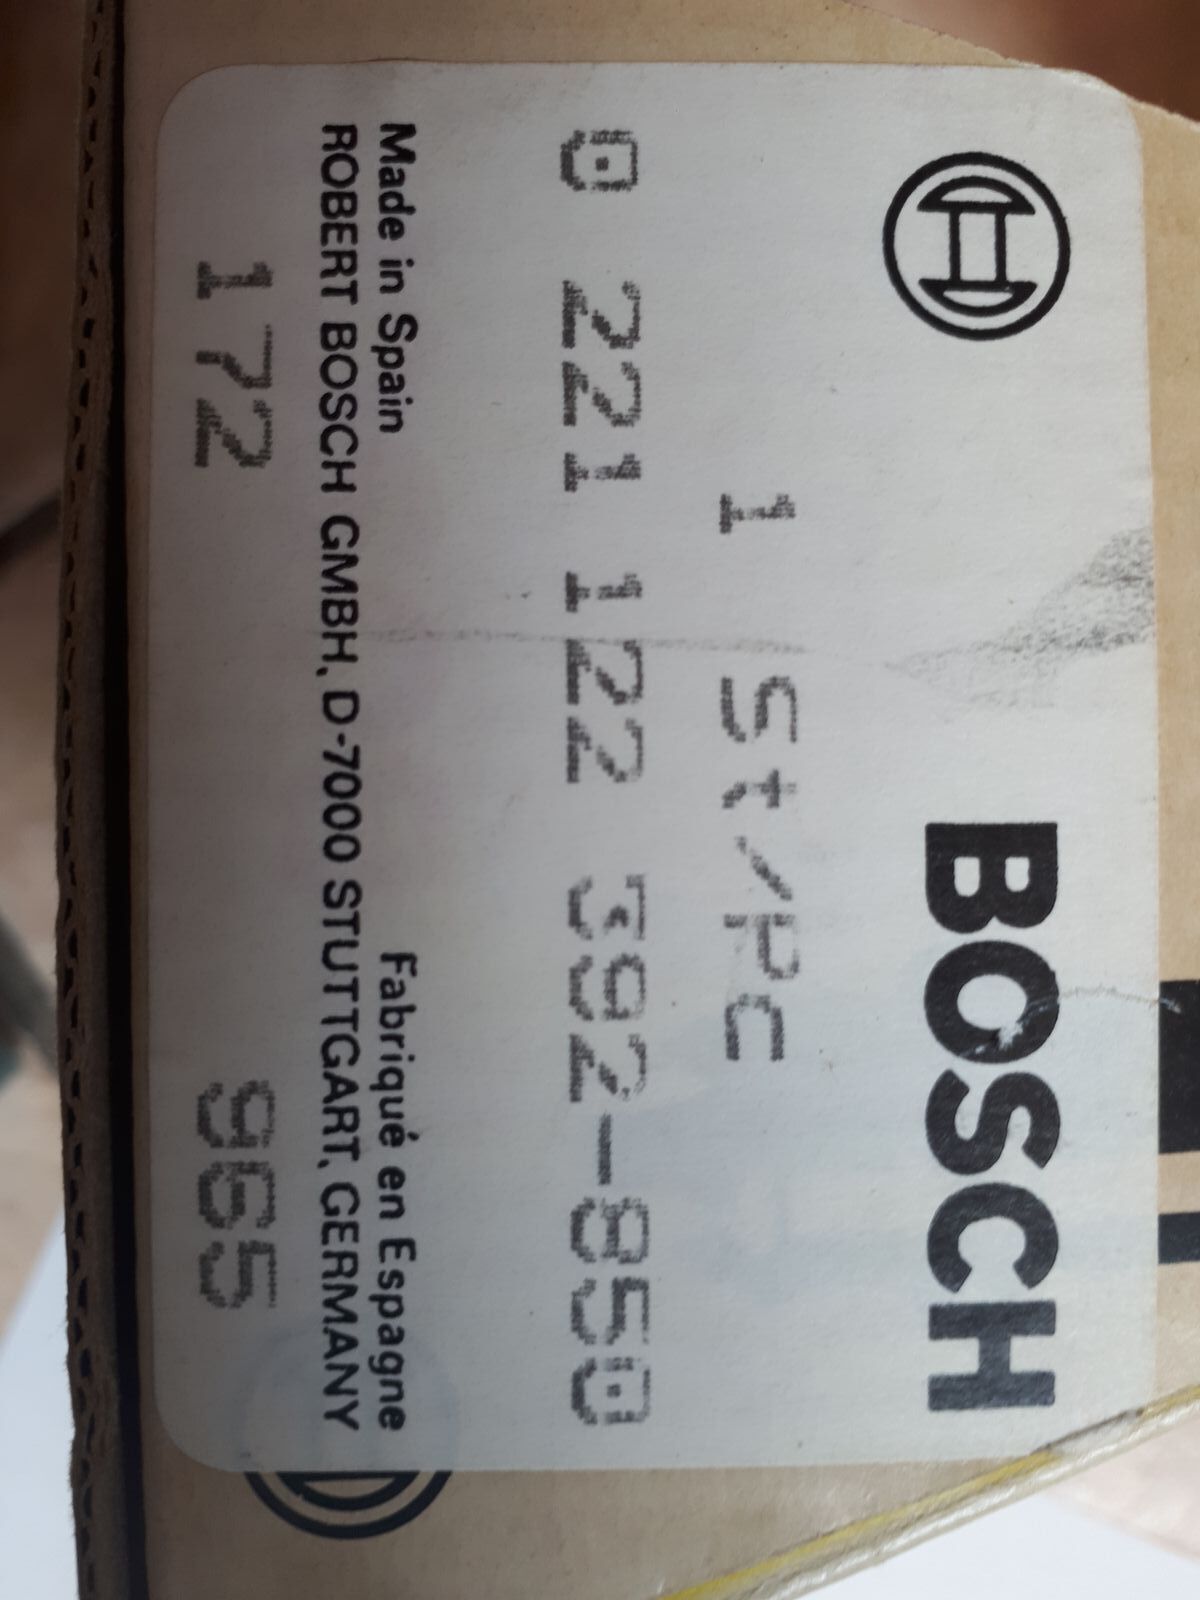 BOSCH
1 St/PC
0 221 122 392-850
Made in Spain Fabriqué en Espagne
ROBERT BOSCH GMBH, D-7000 STUTTGART, GERMANY
172 965